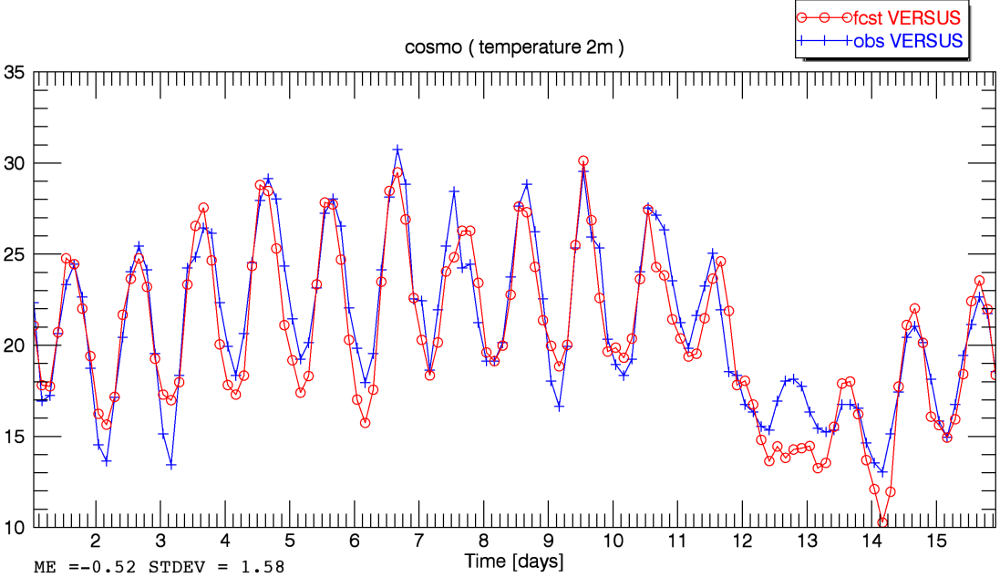 fcst VERSUS
obs VERSUS
cosmo ( temperature 2m )
35
30
25
20
15
10
2 3 4 5 6 7 8 9 10 11 12 13 14 15
Time [days]
ME =-0.52 STDEV = 1.58